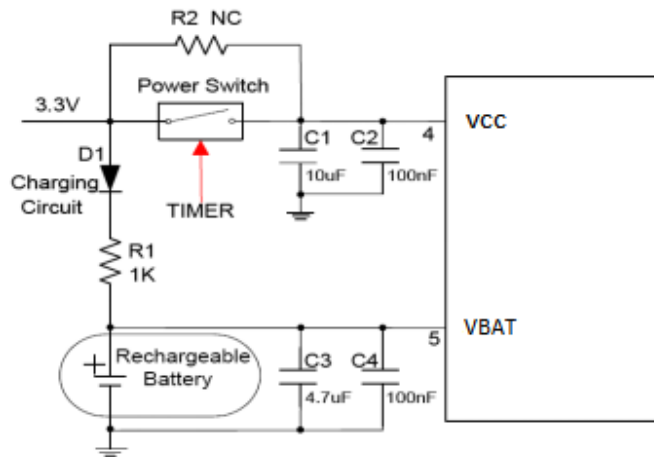 R2 NC
Power Switch
3.3V
4
VCC
D1
C1
C2
10uF
100nF
Charging
Circuit
TIMER
R1
1K
5
VBAT
+
Rechargeable
Battery
C3
C4
4.7uF
100nF